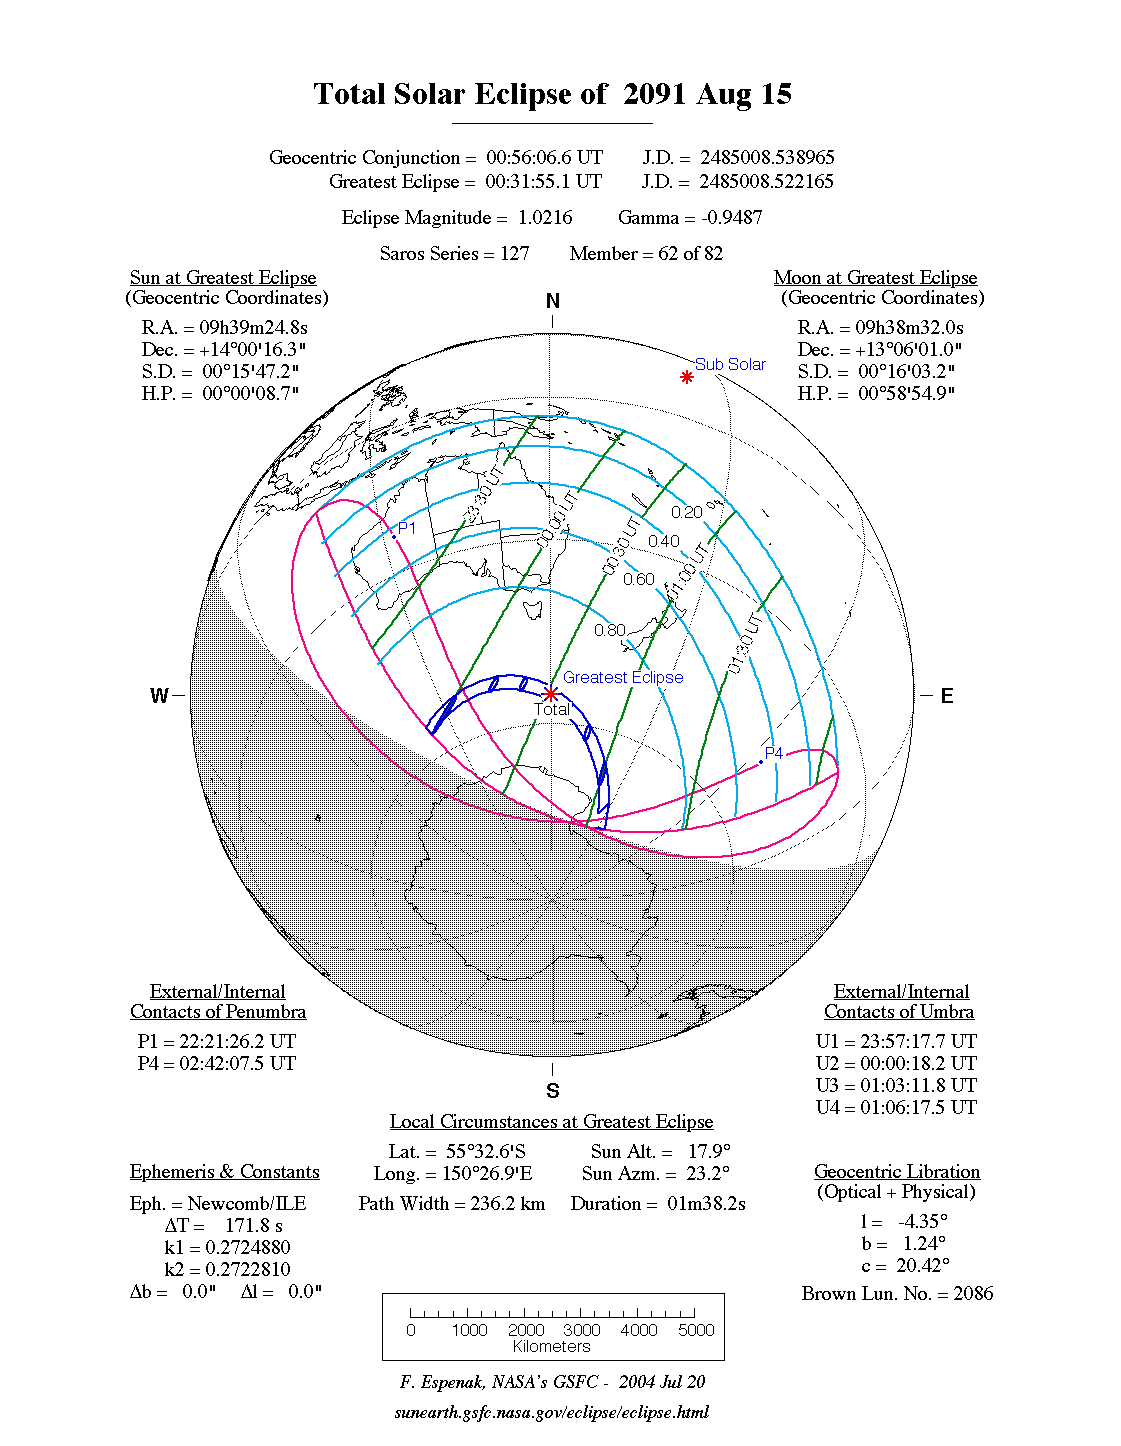 Total Solar Eclipse of 2091 Aug 15
Geocentric Conjunction = 00:56:06.6 UT J.D. = 2485008.538965
Greatest Eclipse = 00:31:55.1 UT J.D. = 2485008.522165
Eclipse Magnitude = 1.0216 Gamma = -0.9487
Saros Series = 127 Member = 62 of 82
Sun at Greatest Eclipse
(Geocentric Coordinates)
R.A. = 09h39m24.8s
Dec. = +14°00'16.3"
S.D. = 00°15'47.2"
H.P. = 00°00'08.7"
Moon at Greatest Eclipse
(Geocentric Coordinates)
R.A. = 09h38m32.0s
Dec. = +13°06'01.0"
S.D. = 00°16'03.2"
H.P. = 00°58'54.9"
N
Sub Solar
P1
23:30 UT
00:00 UT
00:30 UT
01:00 UT
01:30 UT
0.20
0.40
0.60
0.80
Greatest Eclipse
Total
W
E
P4
S
External/Internal
Contacts of Penumbra
P1 = 22:21:26.2 UT
P4 = 02:42:07.5 UT
External/Internal
Contacts of Umbra
U1 = 23:57:17.7 UT
U2 = 00:00:18.2 UT
U3 = 01:03:11.8 UT
U4 = 01:06:17.5 UT
Local Circumstances at Greatest Eclipse
Lat. = 55°32.6'S Sun Alt. = 17.9°
Long. = 150°26.9'E Sun Azm. = 23.2°
Path Width = 236.2 km Duration = 01m38.2s
Ephemeris & Constants
Eph. = Newcomb/ILE
ΔT = 171.8 s
k1 = 0.2724880
k2 = 0.2722810
Δb = 0.0" Δl = 0.0"
Geocentric Libration
(Optical + Physical)
l = -4.35°
b = 1.24°
c = 20.42°
Brown Lun. No. = 2086
0 1000 2000 3000 4000 5000
Kilometers
F. Espenak, NASA's GSFC - 2004 Jul 20
sunearth.gsfc.nasa.gov/eclipse/eclipse.html